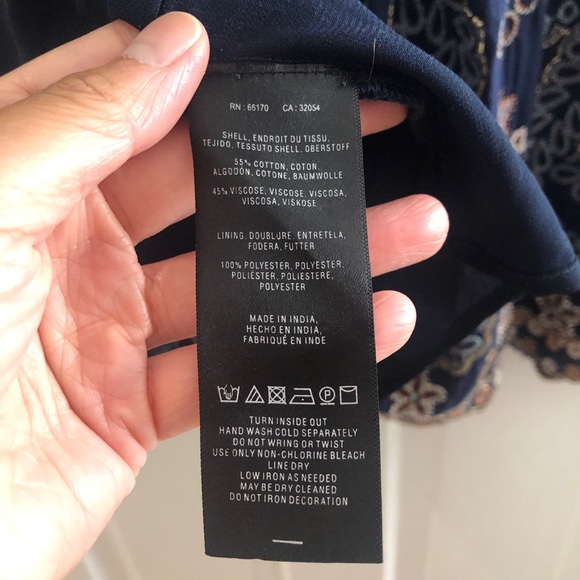 RN : 66170 CA : 32054
SHELL, ENDROIT DU TISSU,
TEJIDO, TESSUTO SHELL, OBERSTOFF
55% COTTON, COTON,
ALGODÓN, COTONE, BAUMWOLLE
45% VISCOSE, VISCOSE, VISCOSA,
VISCOSA, VISKOSE
LINING, DOUBLURE, ENTRETELA,
FODERA, FUTTER
100% POLYESTER, POLYESTER,
POLIÉSTER, POLIESTERE,
POLYESTER
MADE IN INDIA,
HECHO EN INDIA,
FABRIQUÉ EN INDE
TURN INSIDE OUT
HAND WASH COLD SEPARATELY
DO NOT WRING OR TWIST
USE ONLY NON-CHLORINE BLEACH
LINE DRY
LOW IRON AS NEEDED
MAY BE DRY CLEANED
DO NOT IRON DECORATION